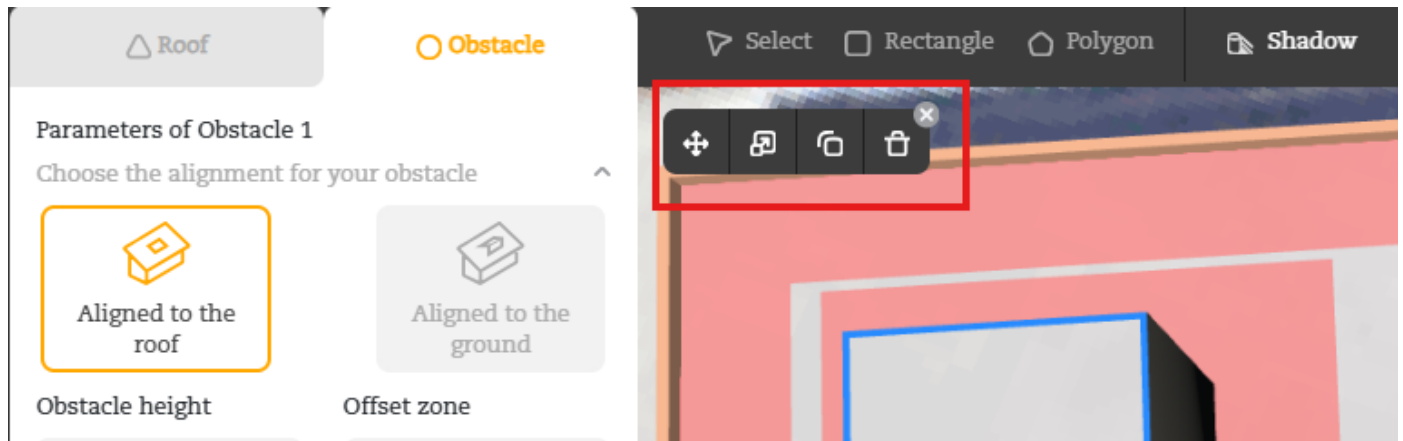 Roof
Obstacle
Select
Rectangle
Polygon
Shadow
Parameters of Obstacle 1
Choose the alignment for your obstacle
Aligned to the
roof
Aligned to the
ground
Obstacle height
Offset zone